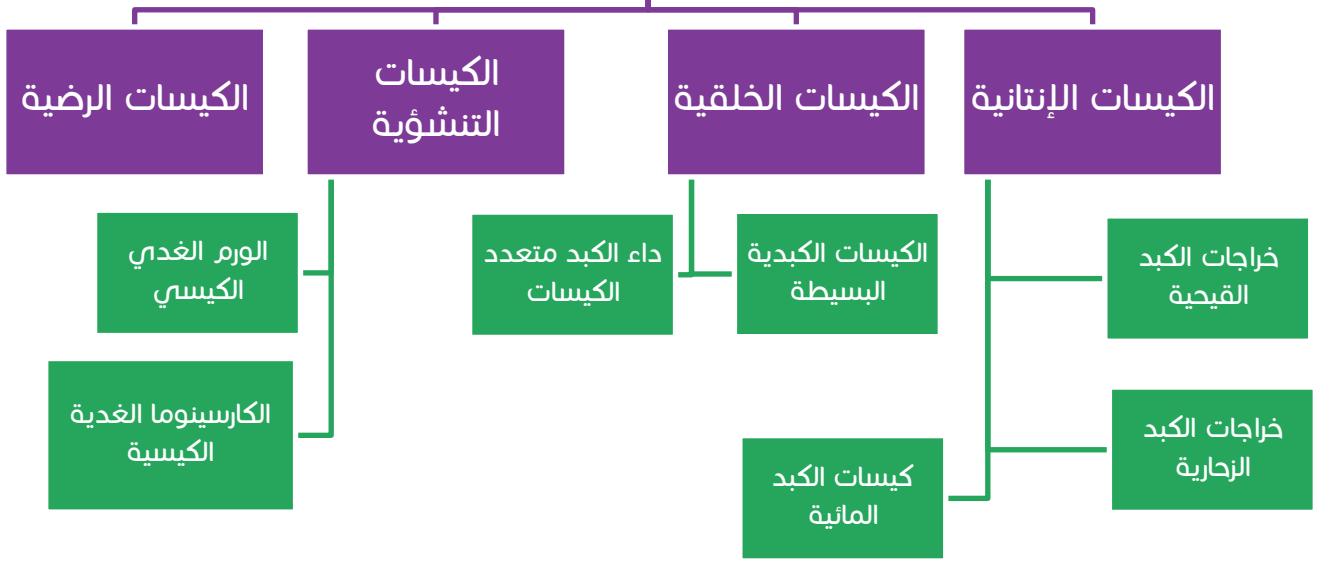 الكيسات الإنتانية
الكيسات الخلقية
الكيسات
التنشؤية
الكيسات الرضية
خراجات الكبد
القيحية
خراجات الكبد
الزحارية
كيسات الكبد
المائية
الكيسات الكبدية
البسيطة
داء الكبد متعدد
الكيسات
الورم الغدي
الكيسي
الكارسينوما الغدية
الكيسية